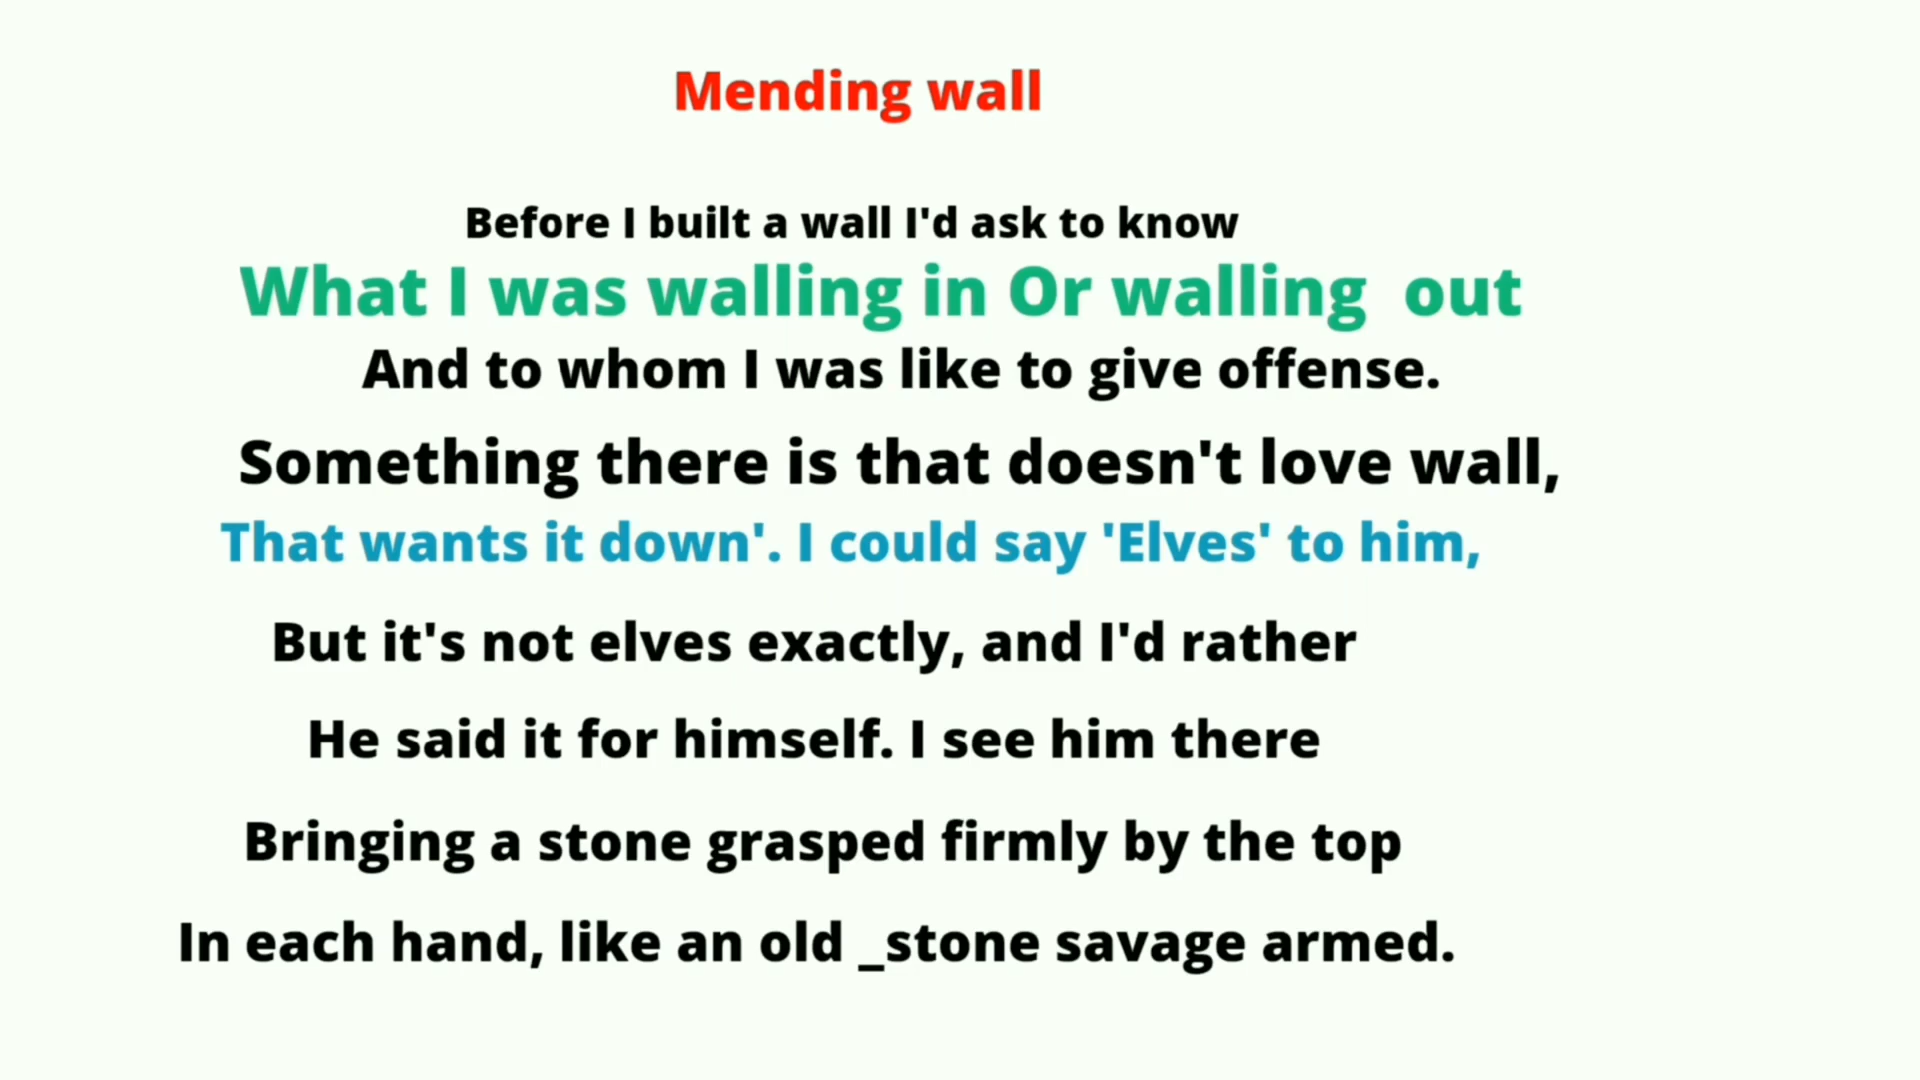 Mending wall
Before I built a wall I'd ask to know
What I was walling in Or walling  out
And to whom I was like to give offense.
Something there is that doesn't love wall,
That wants it down'. I could say 'Elves' to him,
But it's not elves exactly, and I'd rather
He said it for himself. I see him there
Bringing a stone grasped firmly by the top
In each hand, like an old _stone savage armed.